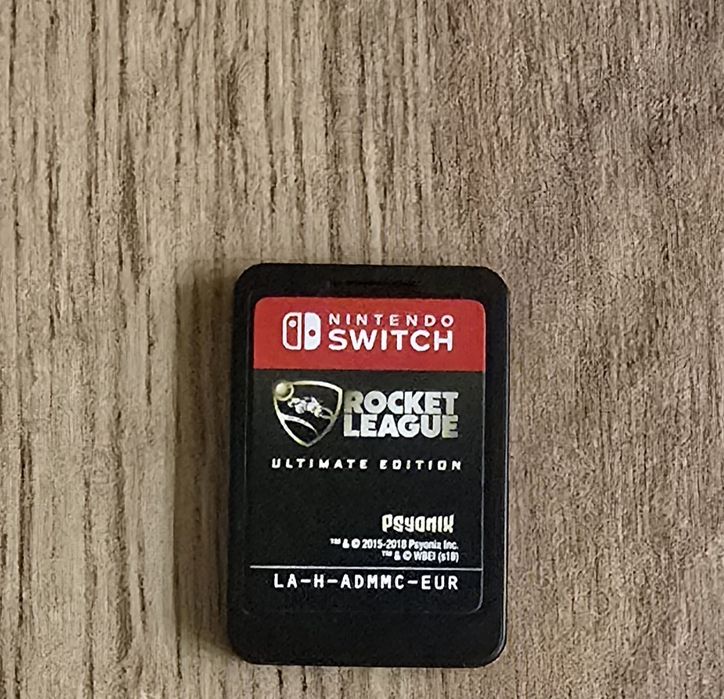 NINTENDO
SWITCH
ROCKET
LEAGUE
ULTIMATE EDITION
PSYONIX
™ & © 2015-2018 Psyonix Inc.
™ & © WBEI (s18)
LA-H-ADMMC-EUR